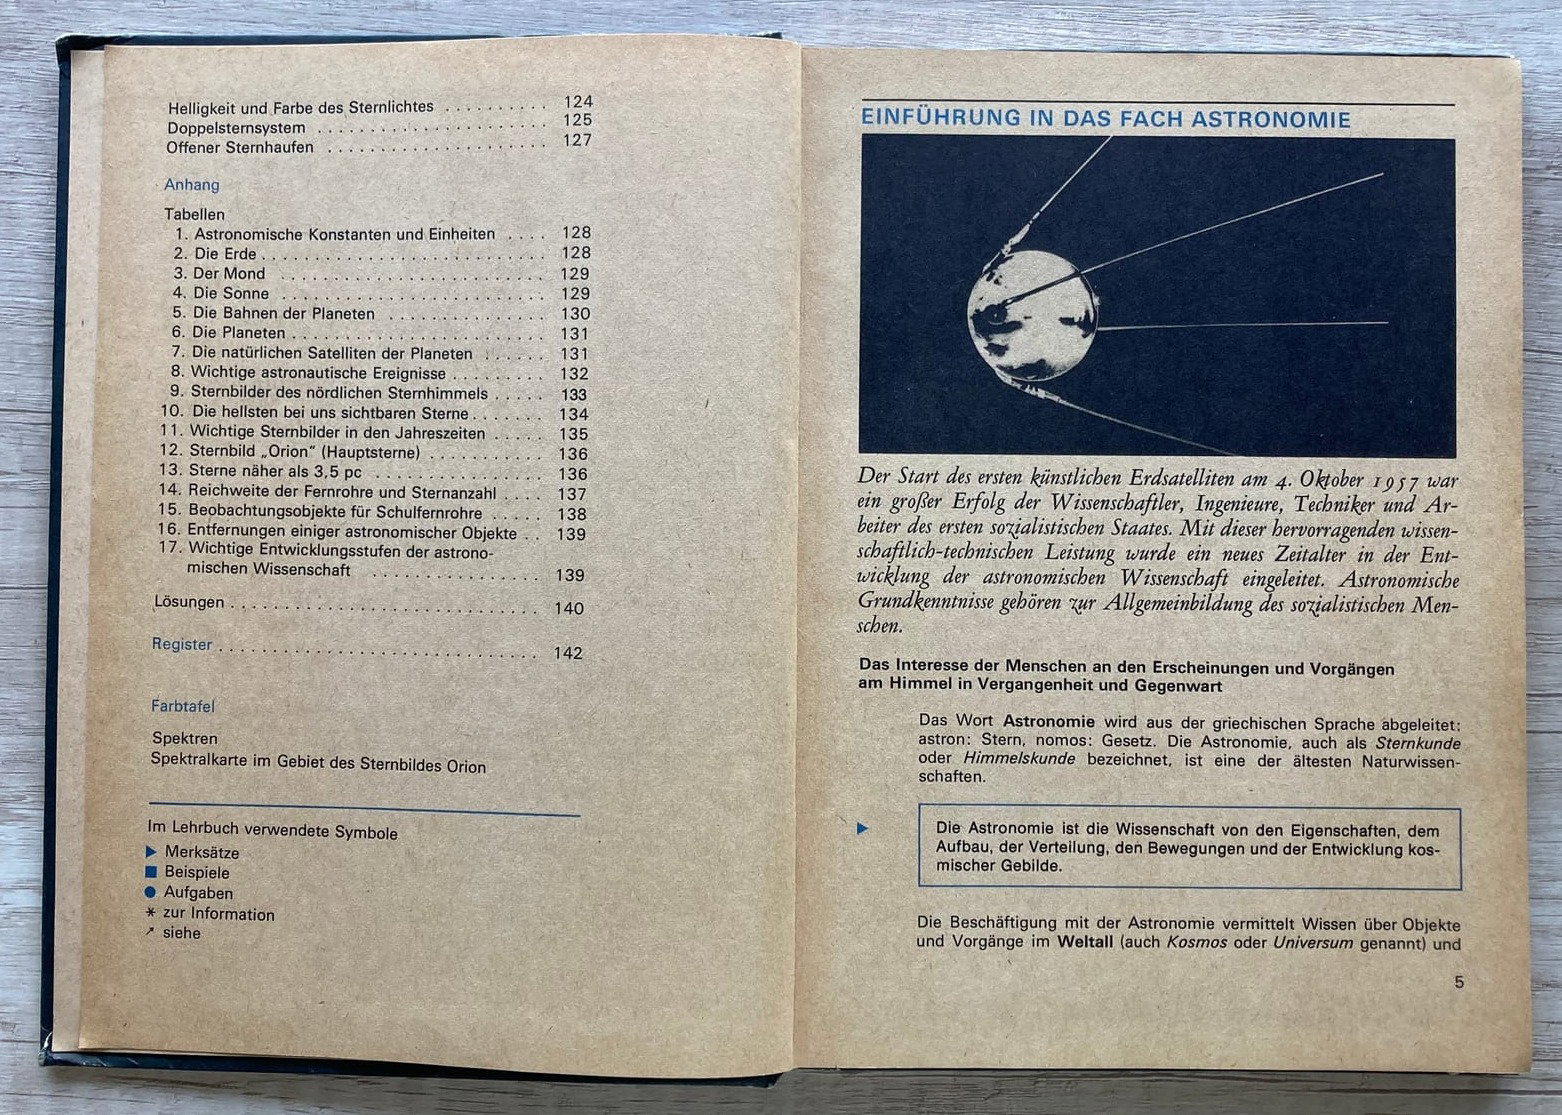 Helligkeit und Farbe des Sternlichtes . . . . . . . . . . 124
Doppelsternsystem . . . . . . . . . . . . . . . . . . . . . . 125
Offener Sternhaufen . . . . . . . . . . . . . . . . . . . . . 127
Anhang
Tabellen
1. Astronomische Konstanten und Einheiten . . . . 128
2. Die Erde . . . . . . . . . . . . . . . . . . . . . . . . . . 128
3. Der Mond . . . . . . . . . . . . . . . . . . . . . . . . . 129
4. Die Sonne . . . . . . . . . . . . . . . . . . . . . . . . . 129
5. Die Bahnen der Planeten . . . . . . . . . . . . . . . 130
6. Die Planeten . . . . . . . . . . . . . . . . . . . . . . . 131
7. Die natürlichen Satelliten der Planeten . . . . . . 131
8. Wichtige astronautische Ereignisse . . . . . . . . . 132
9. Sternbilder des nördlichen Sternhimmels . . . . . 133
10. Die hellsten bei uns sichtbaren Sterne . . . . . . . 134
11. Wichtige Sternbilder in den Jahreszeiten . . . . . 135
12. Sternbild „Orion“ (Hauptsterne) . . . . . . . . . . . 136
13. Sterne näher als 3,5 pc . . . . . . . . . . . . . . . . 136
14. Reichweite der Fernrohre und Sternanzahl . . . . 137
15. Beobachtungsobjekte für Schulfernrohre . . . . . 138
16. Entfernungen einiger astronomischer Objekte . . 139
17. Wichtige Entwicklungsstufen der astrono-
mischen Wissenschaft . . . . . . . . . . . . . . . . 139
Lösungen . . . . . . . . . . . . . . . . . . . . . . . . . . . . . 140
Register . . . . . . . . . . . . . . . . . . . . . . . . . . . . . . 142
Farbtafel
Spektren
Spektralkarte im Gebiet des Sternbildes Orion
Im Lehrbuch verwendete Symbole
▶ Merksätze
■ Beispiele
● Aufgaben
* zur Information
↗ siehe
EINFÜHRUNG IN DAS FACH ASTRONOMIE
Der Start des ersten künstlichen Erdsatelliten am 4. Oktober 1957 war
ein großer Erfolg der Wissenschaftler, Ingenieure, Techniker und Ar-
beiter des ersten sozialistischen Staates. Mit dieser hervorragenden wissen-
schaftlich-technischen Leistung wurde ein neues Zeitalter in der Ent-
wicklung der astronomischen Wissenschaft eingeleitet. Astronomische
Grundkenntnisse gehören zur Allgemeinbildung des sozialistischen Men-
schen.
Das Interesse der Menschen an den Erscheinungen und Vorgängen
am Himmel in Vergangenheit und Gegenwart
Das Wort Astronomie wird aus der griechischen Sprache abgeleitet:
astron: Stern, nomos: Gesetz. Die Astronomie, auch als Sternkunde
oder Himmelskunde bezeichnet, ist eine der ältesten Naturwissen-
schaften.
▶ Die Astronomie ist die Wissenschaft von den Eigenschaften, dem
Aufbau, der Verteilung, den Bewegungen und der Entwicklung kos-
mischer Gebilde.
Die Beschäftigung mit der Astronomie vermittelt Wissen über Objekte
und Vorgänge im Weltall (auch Kosmos oder Universum genannt) und
5